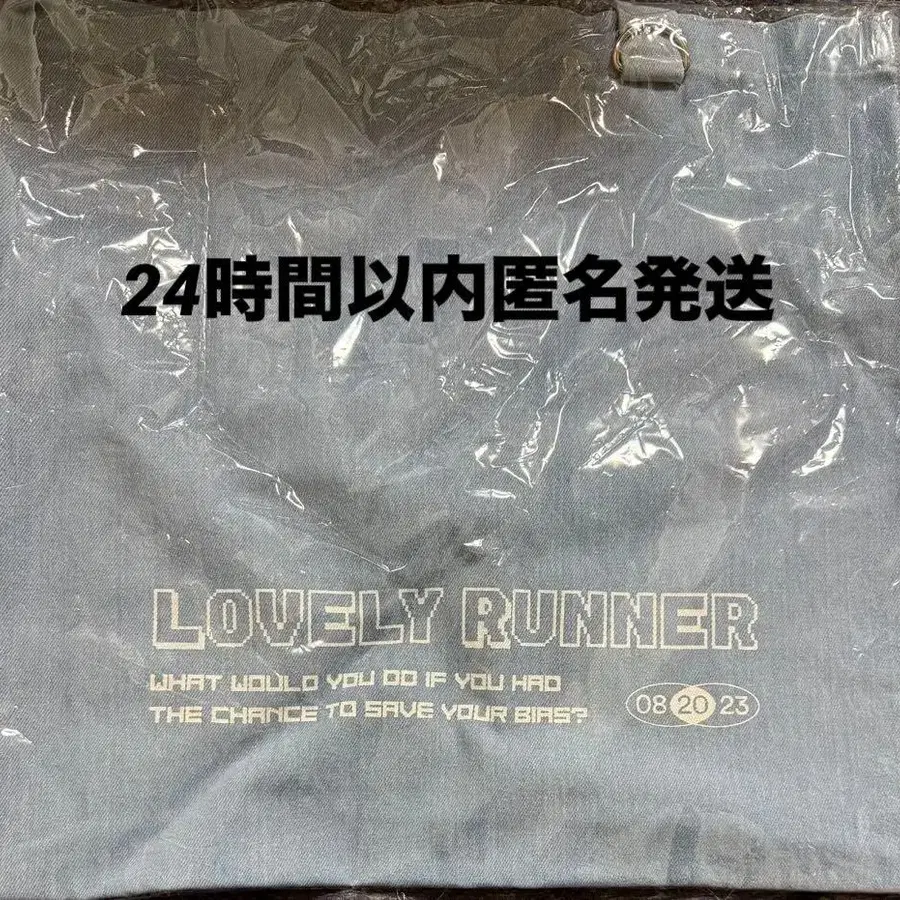 24時間以内匿名発送
LOVELY RUNNER
WHAT WOULD YOU DO IF YOU HAD
THE CHANCE TO SAVE YOUR BIAS?
08 20 23